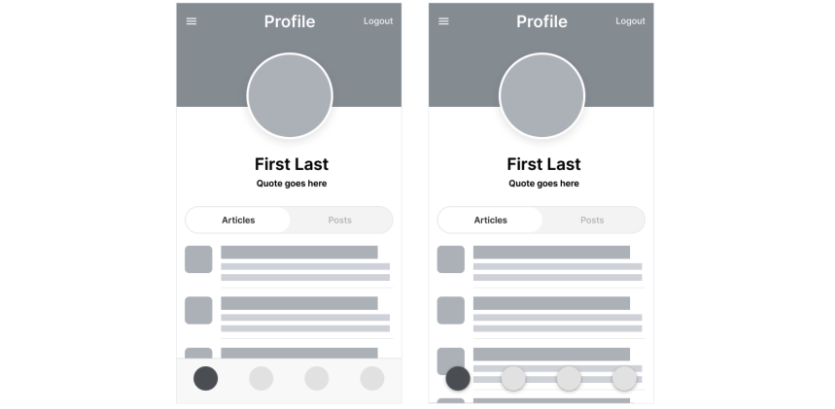 Profile Logout
First Last
Quote goes here
Articles Posts
Profile Logout
First Last
Quote goes here
Articles Posts